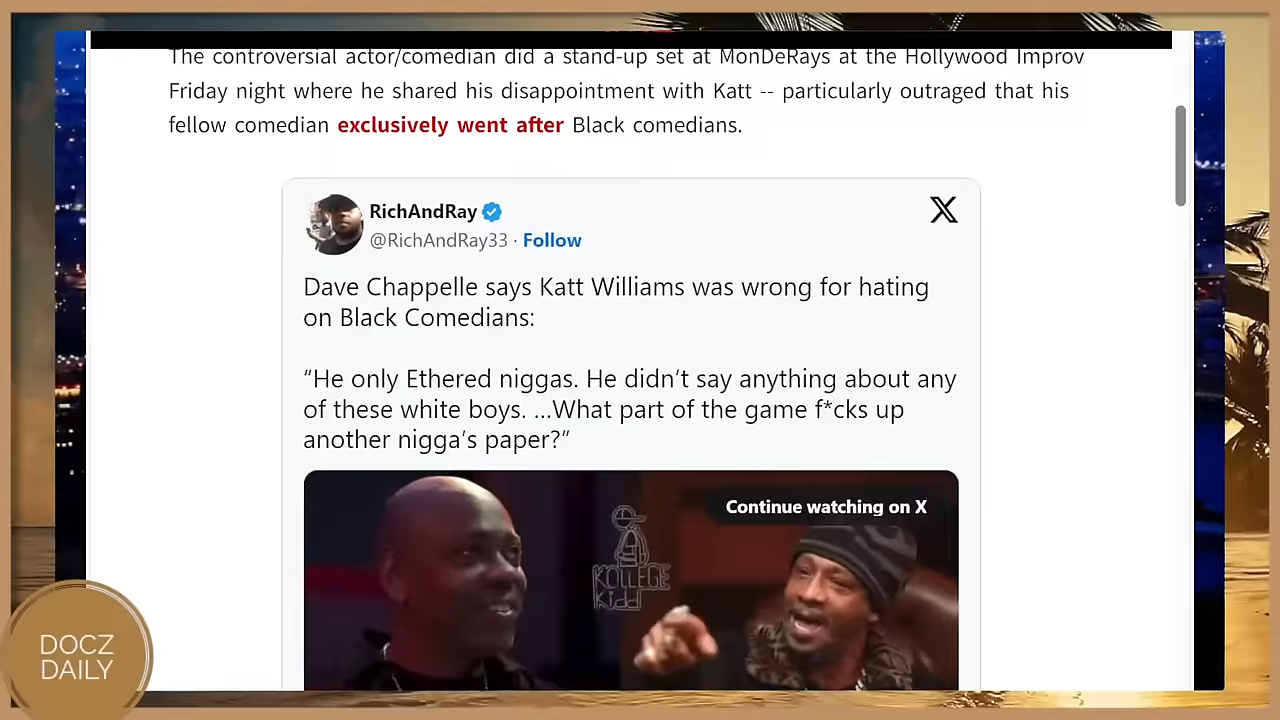 The controversial actor/comedian did a stand-up set at MonDeRays at the Hollywood Improv
Friday night where he shared his disappointment with Katt -- particularly outraged that his
fellow comedian exclusively went after Black comedians.
RichAndRay
@RichAndRay33 · Follow
X
Dave Chappelle says Katt Williams was wrong for hating
on Black Comedians:
“He only Ethered niggas. He didn’t say anything about any
of these white boys. ...What part of the game f*cks up
another nigga’s paper?”
Continue watching on X
KOLLEGE
Kidd
DOCZ
DAILY